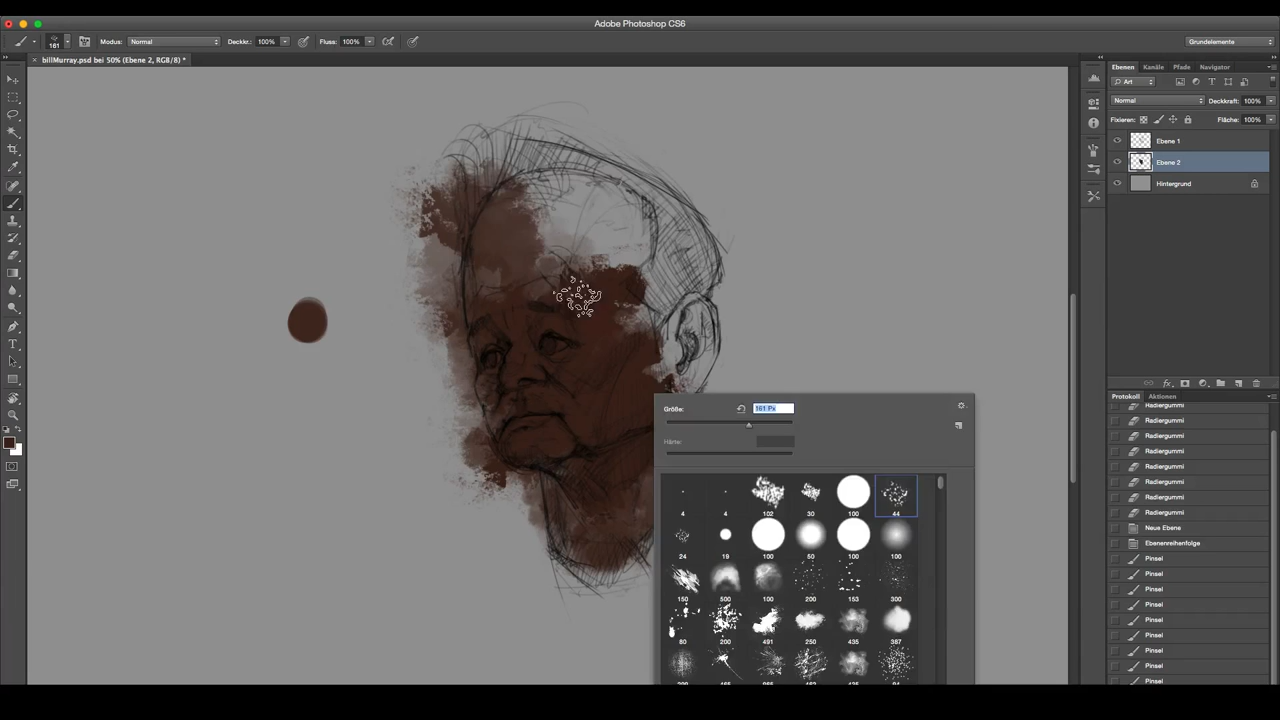 Adobe Photoshop CS6
161 Modus: Normal Deckkr.: 100% Fluss: 100% Grundelemente
× billMurray.psd bei 50% (Ebene 2, RGB/8) *
Ebenen Kanäle Pfade Navigator
Art
Normal Deckkraft: 100%
Fixieren: Fläche: 100%
Ebene 1
Ebene 2
Hintergrund
Protokoll Aktionen
Radiergummi
Radiergummi
Radiergummi
Radiergummi
Radiergummi
Radiergummi
Radiergummi
Radiergummi
Neue Ebene
Ebenenreihenfolge
Pinsel
Pinsel
Pinsel
Pinsel
Pinsel
Pinsel
Pinsel
Pinsel
Pinsel
Größe: 161 Px
Härte:
4 4 102 30 100 44
24 19 100 50 100 100
150 500 100 200 153 300
80 200 491 250 435 387